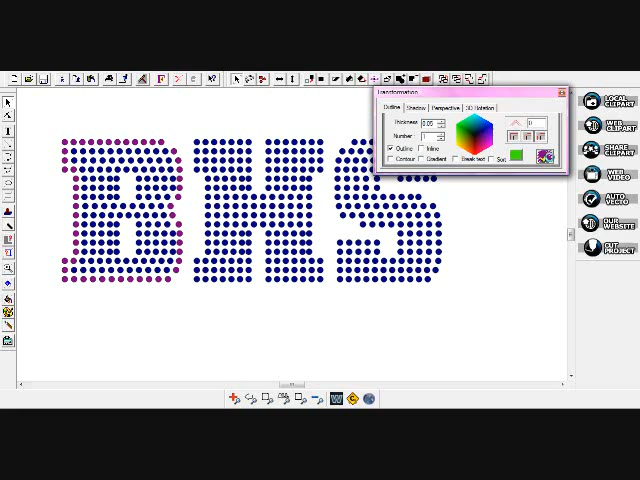 Transformation
Outline Shadow Perspective 3D Rotation
Thickness 0.05
Number 1
0
Outline Inline
Contour Gradient Break text Sort
BHS
LOCAL CLIPART
WEB CLIPART
SHARE CLIPART
WEB VIDEO
AUTO VECTO
OUR WEBSITE
CUT PROJECT